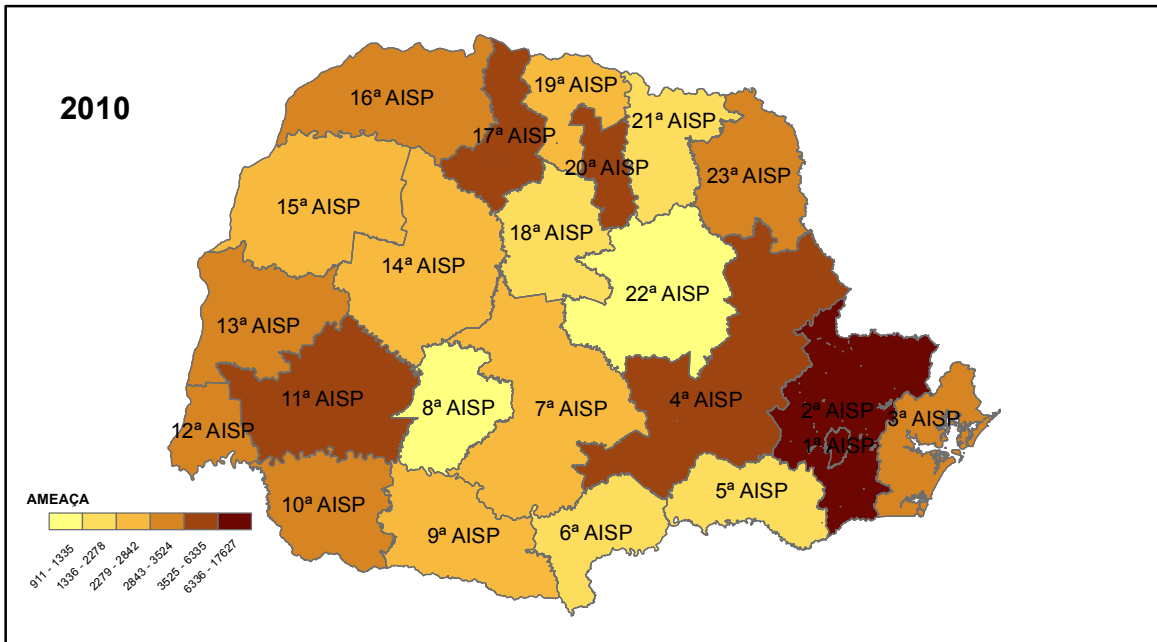 2010
16ª AISP
19ª AISP
21ª AISP
17ª AISP
20ª AISP
23ª AISP
15ª AISP
18ª AISP
14ª AISP
22ª AISP
13ª AISP
11ª AISP
8ª AISP
7ª AISP
4ª AISP
2ª AISP
3ª AISP
12ª AISP
1ª AISP
5ª AISP
10ª AISP
9ª AISP
6ª AISP
AMEAÇA
911 - 1335
1336 - 2278
2279 - 2842
2843 - 3524
3525 - 6335
6336 - 17627